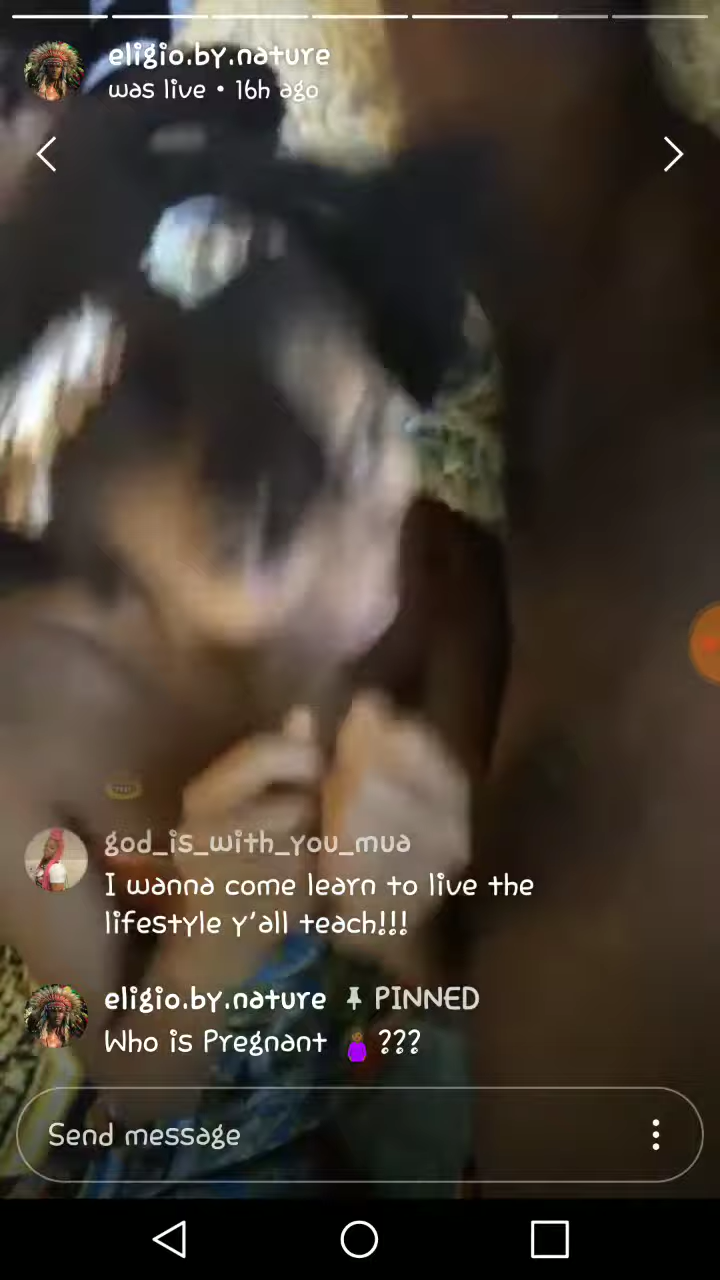 eligio.by.nature
was live • 16h ago
god_is_with_you_mua
I wanna come learn to live the
lifestyle y'all teach!!!
eligio.by.nature PINNED
Who is Pregnant 🤰🏾???
Send message